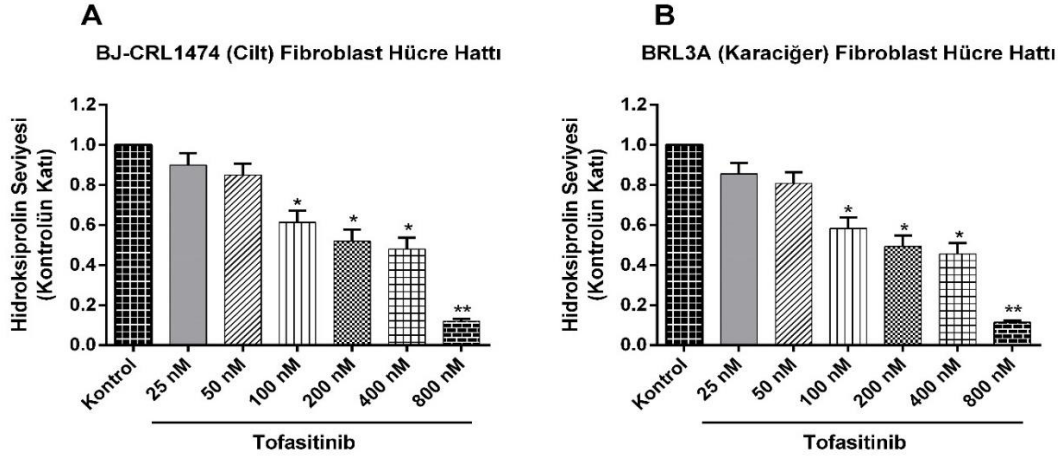 A
BJ-CRL1474 (Cilt) Fibroblast Hücre Hattı
Hidroksiprolin Seviyesi
(Kontrolün Katı)
1.2
1.0
0.8
0.6
0.4
0.2
0.0
*
*
*
**
Kontrol
25 nM
50 nM
100 nM
200 nM
400 nM
800 nM
Tofasitinib
B
BRL3A (Karaciğer) Fibroblast Hücre Hattı
Hidroksiprolin Seviyesi
(Kontrolün Katı)
1.2
1.0
0.8
0.6
0.4
0.2
0.0
*
*
*
**
Kontrol
25 nM
50 nM
100 nM
200 nM
400 nM
800 nM
Tofasitinib